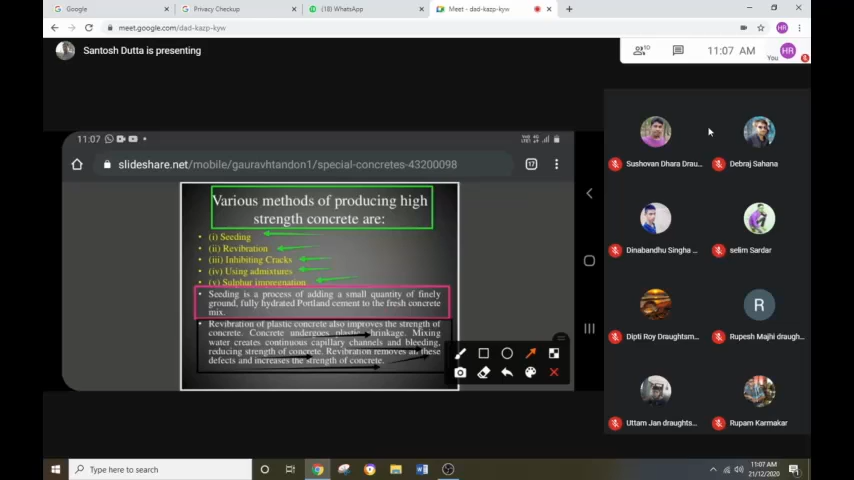 Google
Privacy Checkup
(18) WhatsApp
Meet - dad-kazp-kyw
meet.google.com/dad-kazp-kyw
HR
Santosh Dutta is presenting
10
11:07 AM
HR
You
11:07
slideshare.net/mobile/gauravhtandon1/special-concretes-43200098
17
Various methods of producing high
strength concrete are:
• (i) Seeding
• (ii) Revibration
• (iii) Inhibiting Cracks
• (iv) Using admixtures
• (v) Sulphur impregnation
• Seeding is a process of adding a small quantity of finely
ground, fully hydrated Portland cement to the fresh concrete
mix.
• Revibration of plastic concrete also improves the strength of
concrete. Concrete undergoes plastic shrinkage. Mixing
water creates continuous capillary channels and bleeding,
reducing strength of concrete. Revibration removes all these
defects and increases the strength of concrete.
Sushovan Dhara Drau...
Debraj Sahana
Dinabandhu Singha ...
selim Sardar
Dipti Roy Draughtsm...
R
Rupesh Majhi draugh...
Uttam Jan draughts...
Rupam Karmakar
Type here to search
11:07 AM
21/12/2020